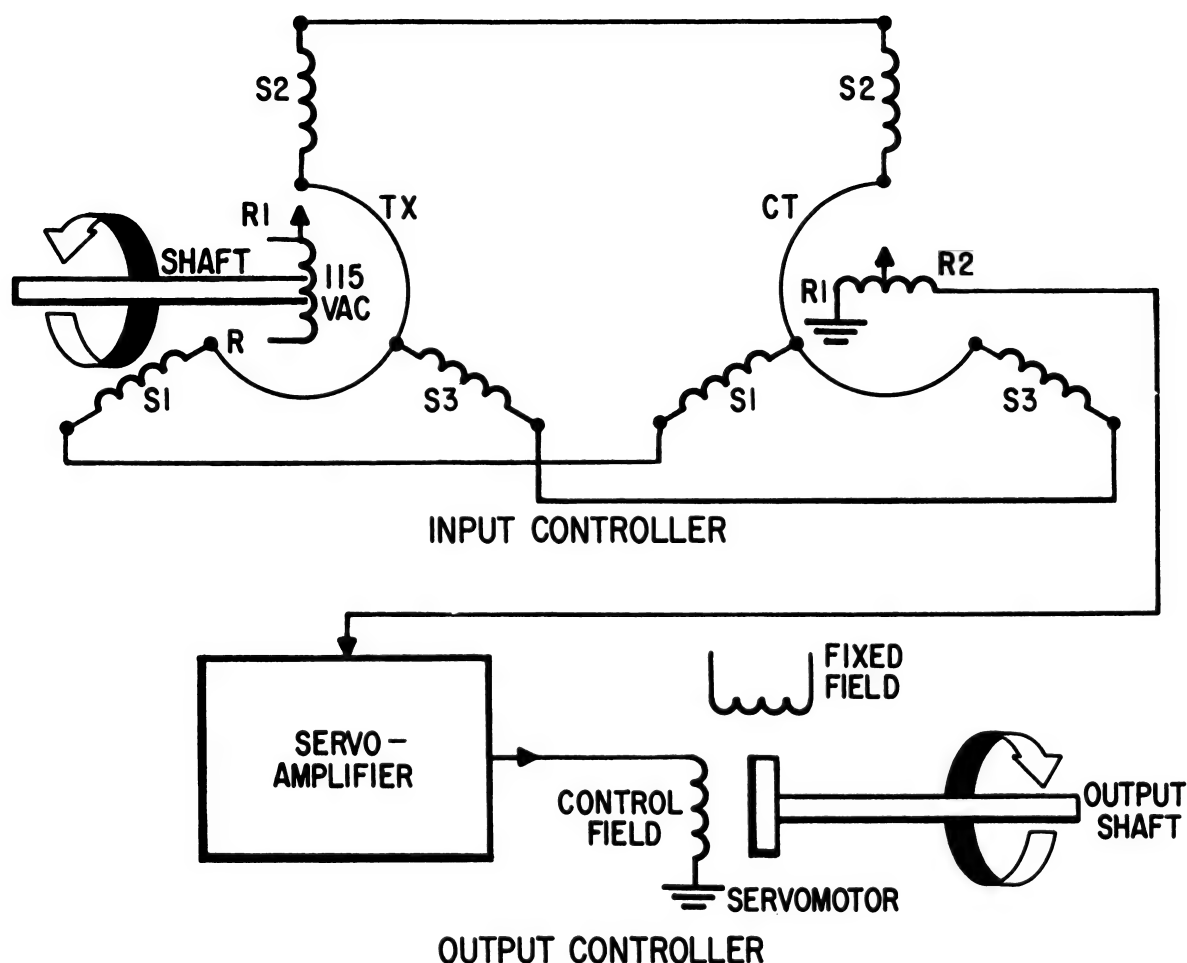 S2
S2
R1
TX
CT
SHAFT
115
VAC
R2
R1
R
S1
S3
S1
S3
INPUT CONTROLLER
FIXED
FIELD
SERVO-
AMPLIFIER
CONTROL
FIELD
OUTPUT
SHAFT
SERVOMOTOR
OUTPUT CONTROLLER